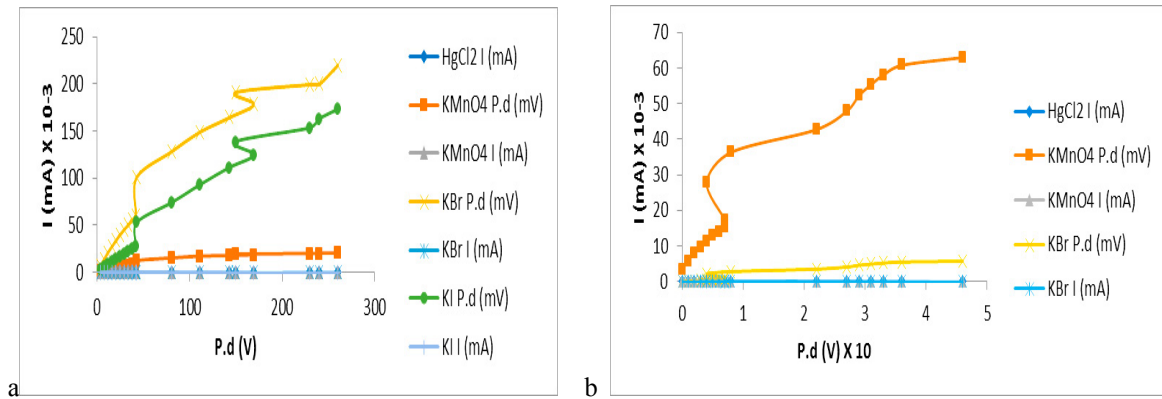 250
200
150
100
50
0
I (mA) X 10-3
0
100
200
300
P.d (V)
HgCl2 I (mA)
KMnO4 P.d (mV)
KMnO4 I (mA)
KBr P.d (mV)
KBr I (mA)
KI P.d (mV)
KI I (mA)
a
70
60
50
40
30
20
10
0
I (mA) X 10-3
0
1
2
3
4
5
P.d (V) X 10
HgCl2 I (mA)
KMnO4 P.d (mV)
KMnO4 I (mA)
KBr P.d (mV)
KBr I (mA)
b